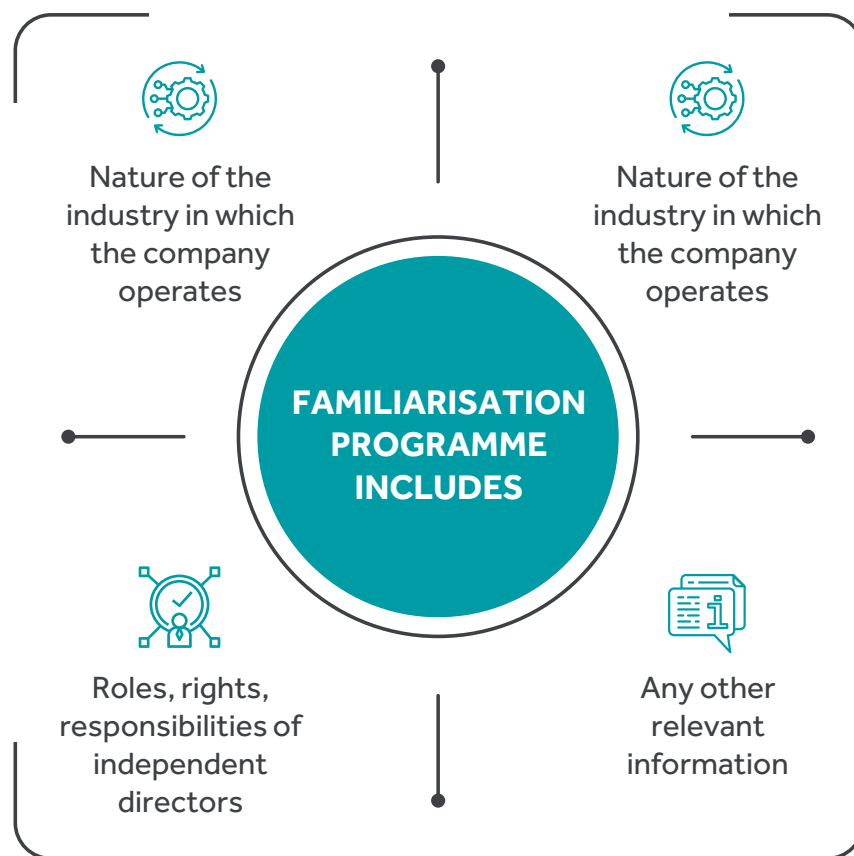 Nature of the
industry in which
the company
operates
Nature of the
industry in which
the company
operates
FAMILIARISATION
PROGRAMME
INCLUDES
Roles, rights,
responsibilities of
independent
directors
Any other
relevant
information